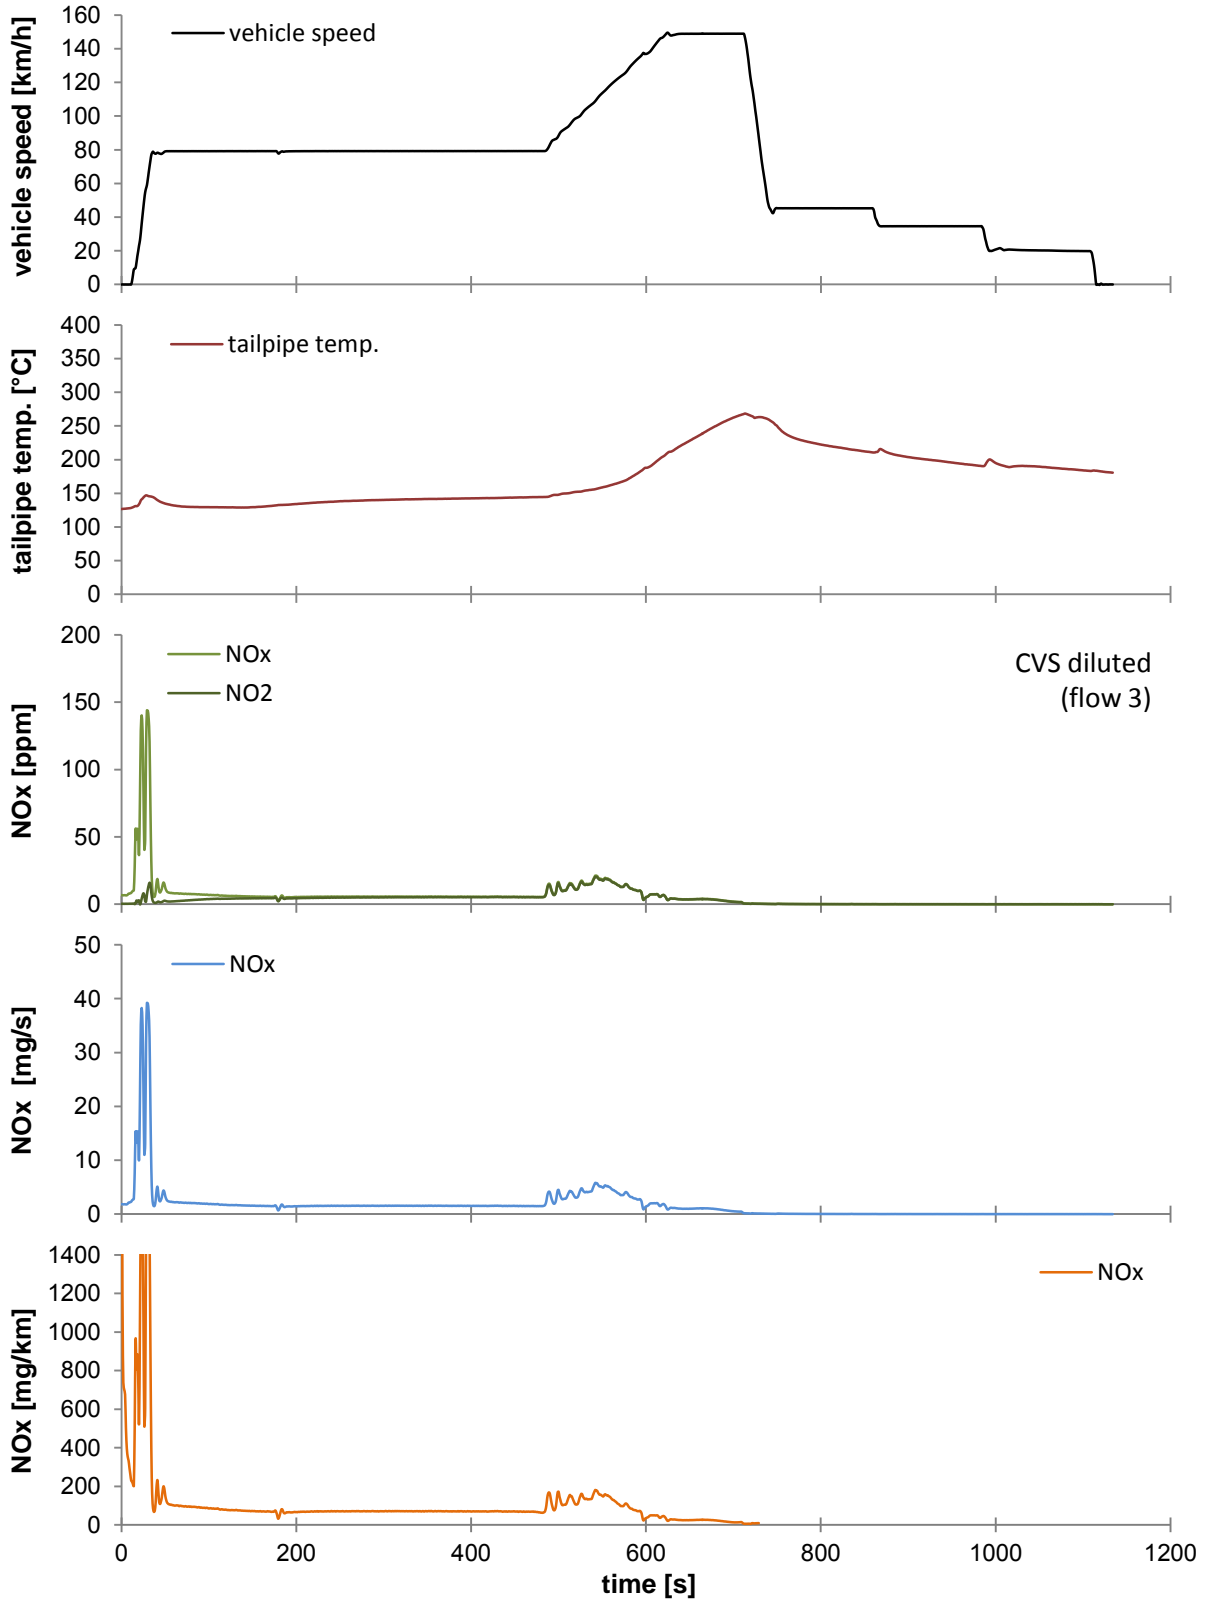 vehicle speed [km/h]
160
140
120
100
80
60
40
20
0
vehicle speed
tailpipe temp. [°C]
400
350
300
250
200
150
100
50
0
tailpipe temp.
NOx [ppm]
200
150
100
50
0
NOx
NO2
CVS diluted
(flow 3)
NOx [mg/s]
50
40
30
20
10
0
NOx
NOx [mg/km]
1400
1200
1000
800
600
400
200
0
NOx
0 200 400 600 800 1000 1200
time [s]